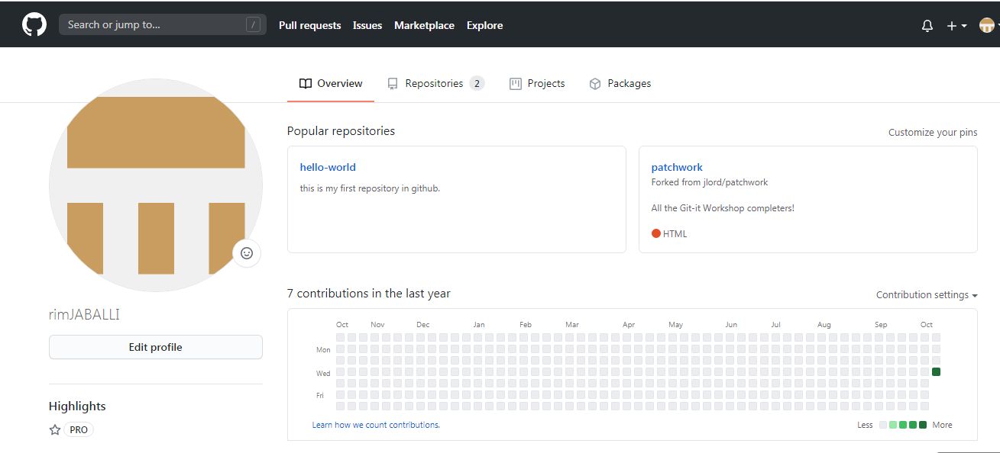 Search or jump to... /
Pull requests Issues Marketplace Explore
Overview Repositories 2 Projects Packages
Popular repositories
Customize your pins
hello-world
this is my first repository in github.
patchwork
Forked from jlord/patchwork
All the Git-it Workshop completers!
HTML
rimJABALLI
Edit profile
Highlights
PRO
7 contributions in the last year
Contribution settings
Oct Nov Dec Jan Feb Mar Apr May Jun Jul Aug Sep Oct
Mon
Wed
Fri
Learn how we count contributions.
Less More